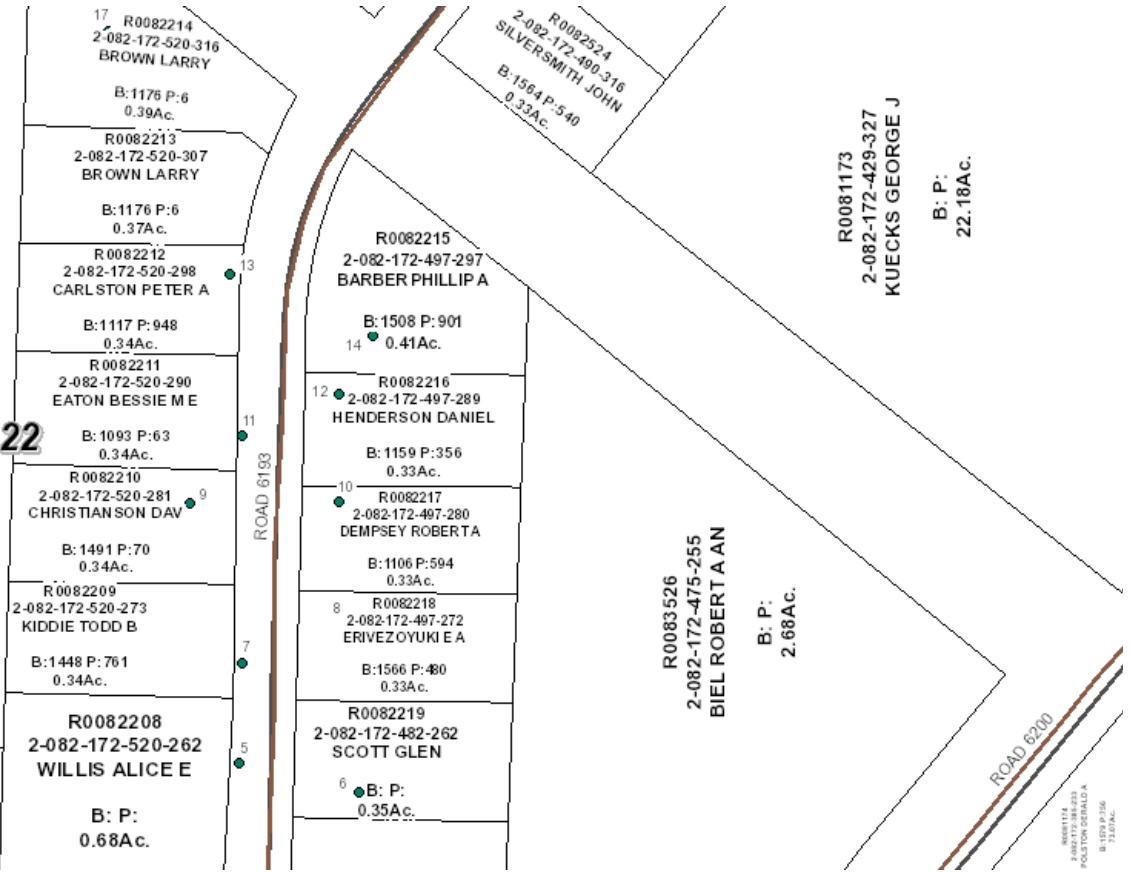 17
R0082214
2-082-172-520-316
BROWN LARRY
B:1176 P:6
0.39Ac.
R0082213
2-082-172-520-307
BROWN LARRY
B:1176 P:6
0.37Ac.
R0082212
2-082-172-520-298
CARLSTON PETER A
13
B:1117 P:948
0.34Ac.
R0082211
2-082-172-520-290
EATON BESSIE M E
11
B:1093 P:63
0.34Ac.
22
R0082210
2-082-172-520-281
CHRISTIANSON DAV
9
B:1491 P:70
0.34Ac.
R0082209
2-082-172-520-273
KIDDIE TODD B
7
B:1448 P:761
0.34Ac.
R0082208
2-082-172-520-262
WILLIS ALICE E
5
B: P:
0.68Ac.
ROAD 6193
R0082215
2-082-172-497-297
BARBER PHILLIP A
B:1508 P:901
14
0.41Ac.
R0082216
12
2-082-172-497-289
HENDERSON DANIEL
B:1159 P:356
0.33Ac.
10
R0082217
2-082-172-497-280
DEMPSEY ROBERT A
B:1106 P:594
0.33Ac.
8
R0082218
2-082-172-497-272
ERIVEZOYUKI E A
B:1566 P:480
0.33Ac.
R0082219
2-082-172-482-262
SCOTT GLEN
6
B: P:
0.35Ac.
R0082524
2-082-172-490-316
SILVERSMITH JOHN
B:1564 P:540
0.33Ac.
R0081173
2-082-172-429-327
KUECKS GEORGE J
B: P:
22.18Ac.
R0083526
2-082-172-475-255
BIEL ROBERT A AN
B: P:
2.68Ac.
ROAD 6200
R0081174
POLSTON DERALD A